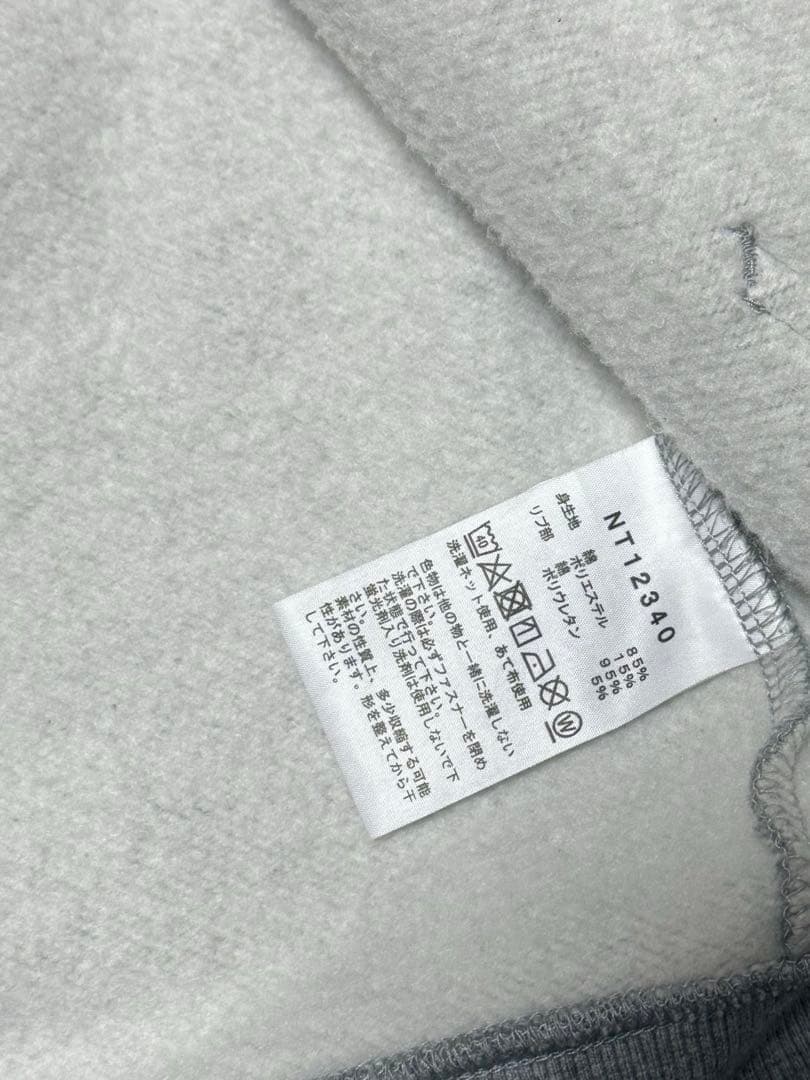 NT12340
身生地 綿 85%
ポリエステル 15%
リブ部 綿 95%
ポリウレタン 5%
40 W
洗濯ネット使用、あて布使用
色物は他の物と一緒に洗濯しない
で下さい。
洗濯の際は必ずファスナーを閉め
た状態で行って下さい。
蛍光剤入り洗剤は使用しないで下
さい。
素材の性質上、多少収縮する可能
性があります。形を整えてから干
して下さい。